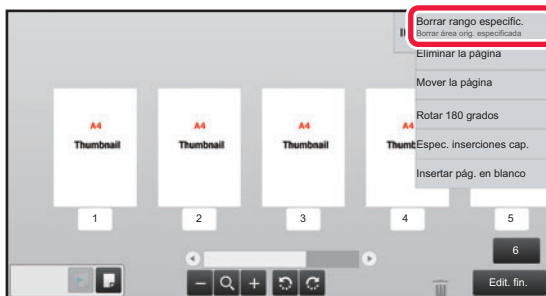 Borrar rango especific.
Borrar área orig. especificada
Eliminar la página
Mover la página
Rotar 180 grados
Espec. inserciones cap.
Insertar pág. en blanco
A4
Thumbnail
A4
Thumbnail
A4
Thumbnail
A4
Thumb
1
2
3
4
5
6
Edit. fin.